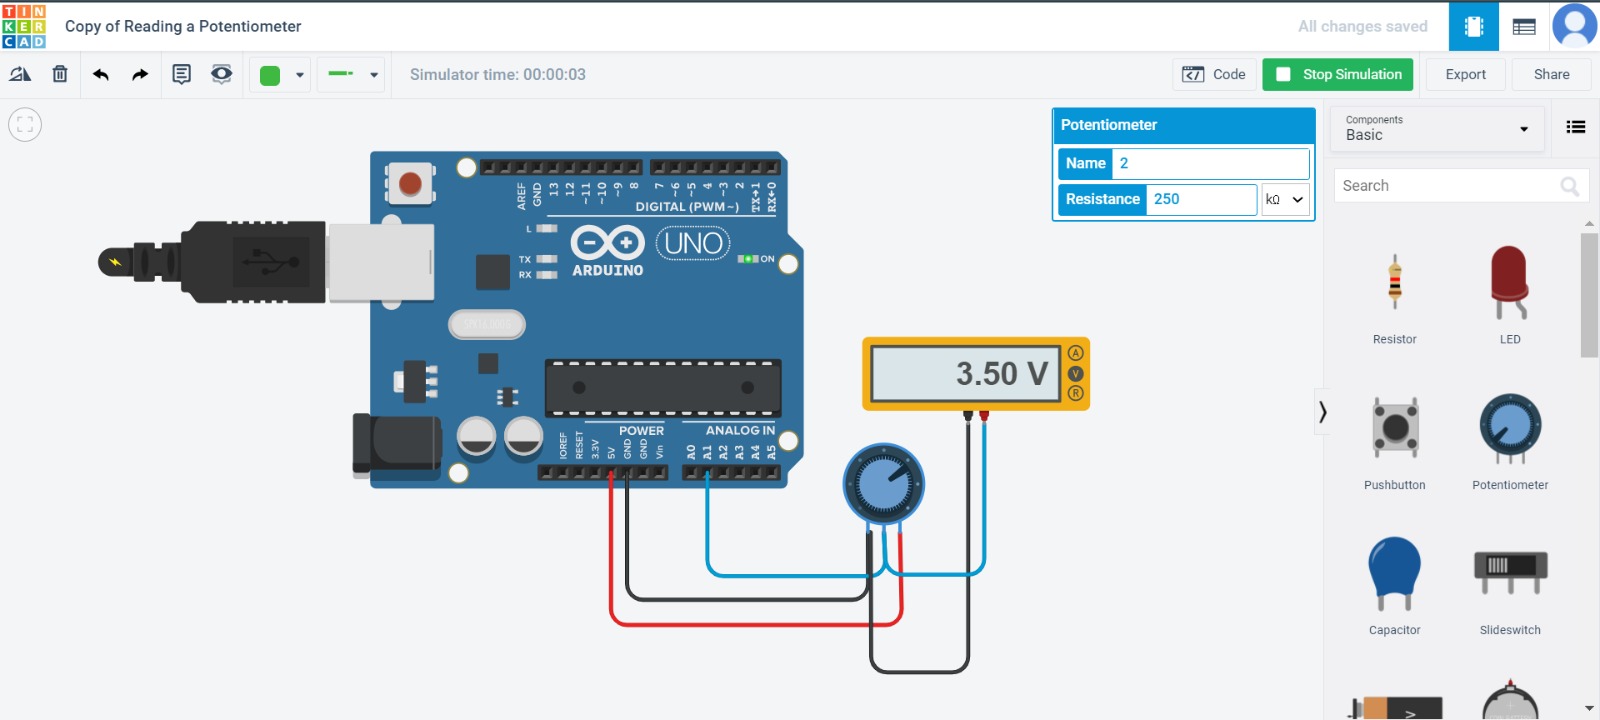 TIN
KER
CAD
Copy of Reading a Potentiometer
All changes saved
Simulator time: 00:00:03
Code
Stop Simulation
Export
Share
Potentiometer
Name 2
Resistance 250 kΩ
Components
Basic
Search
Resistor
LED
Pushbutton
Potentiometer
Capacitor
Slideswitch
V
AREF
GND
13
12
~11
~10
~9
8
7
~6
~5
4
~3
2
TX→1
RX←0
DIGITAL (PWM~)
L
TX
RX
ARDUINO
UNO
ON
POWER
ANALOG IN
IOREF
RESET
3.3V
5V
GND
GND
Vin
A0
A1
A2
A3
A4
A5
3.50 V
A
V
R